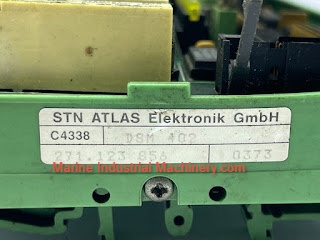 STN ATLAS Elektronik GmbH
C4338 DSM 402
271.123 854 0373
Marine Industrial Machinery.com